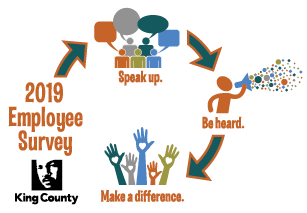 Speak up.
2019
Employee
Survey
Be heard.
King County
Make a difference.